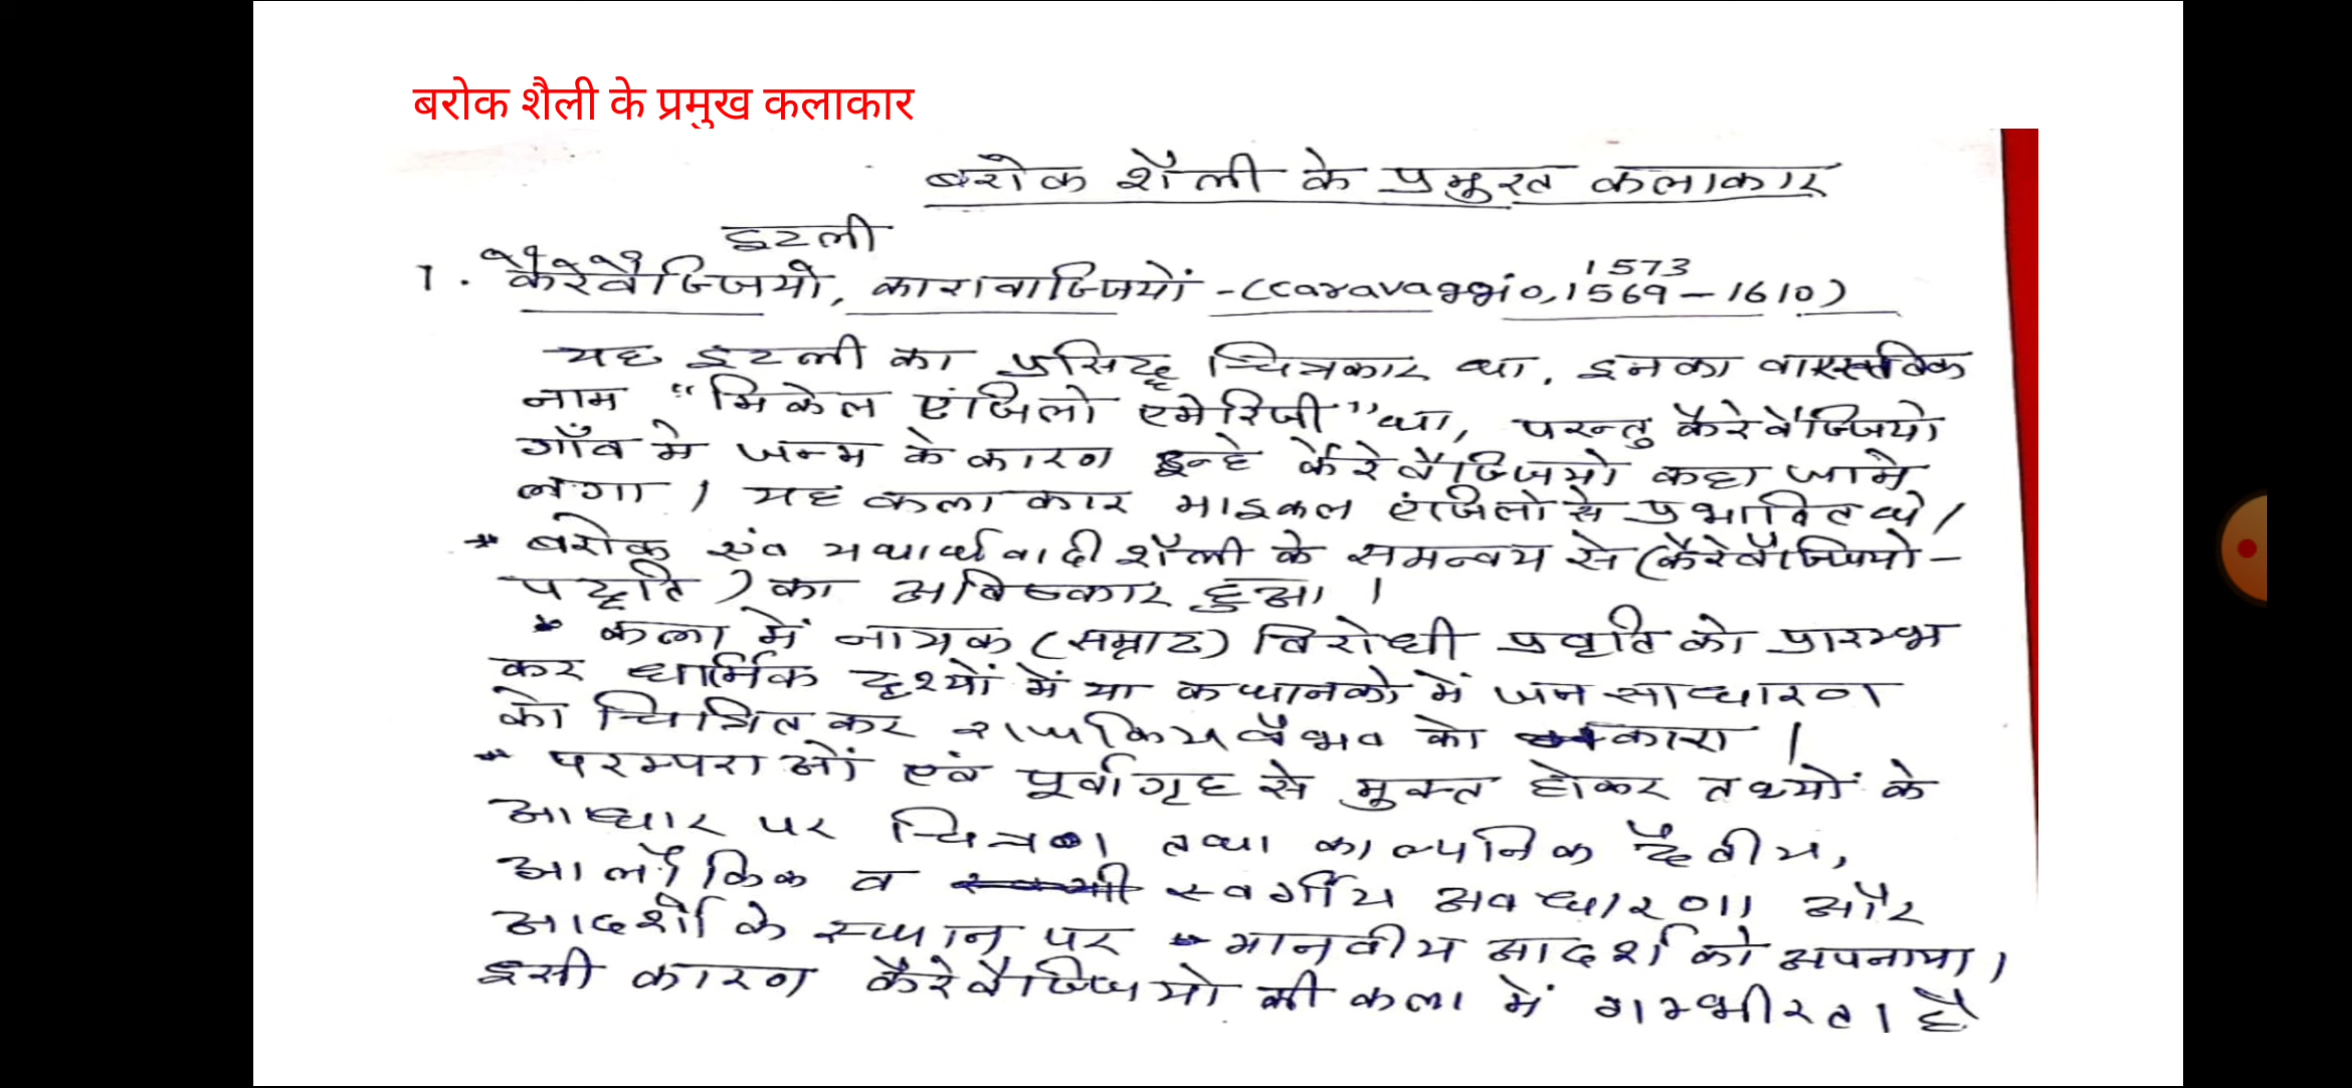 बरोक शैली के प्रमुख कलाकार
बरोक शैली के प्रमुख कलाकार
इटली
1. कैरेवैज्जियो, कारावाज्जियों - (Caravaggio, 1573 1569 - 1610)
यह इटली का प्रसिद्ध चित्रकार था, इनका वास्तविक
नाम "मिकेल एंजिलो एमेरिजी" था, परन्तु कैरेवैज्जियो
गाँव मे जन्म के कारण इन्हे कैरेवैज्जियो कहा जाने
लगा। यह कलाकार माइकल एंजिलो से प्रभावित थे।
* बरोक एंव यथार्थवादी शैली के समन्वय से (कैरेवैज्जियो-
पद्दति) का अविष्कार हुआ।
* कला में नायक (सम्राट) विरोधी प्रवृति को प्रारम्भ
कर धार्मिक दृश्यों में या कथानको में जन साधारण
को चित्रित कर राजकिय वैभव को नकारा।
* परम्पराओं एवं पूर्वाग्रह से मुक्त होकर तथ्यों के
आधार पर चित्रण तथा काल्पनिक दैवीय,
आलौकिक व स्वर्गीय अवधारणा और
आदर्शो के स्थान पर मानवीय आदर्श को अपनाया।
इसी कारण कैरेवैज्जियो की कला में गम्भीरता है